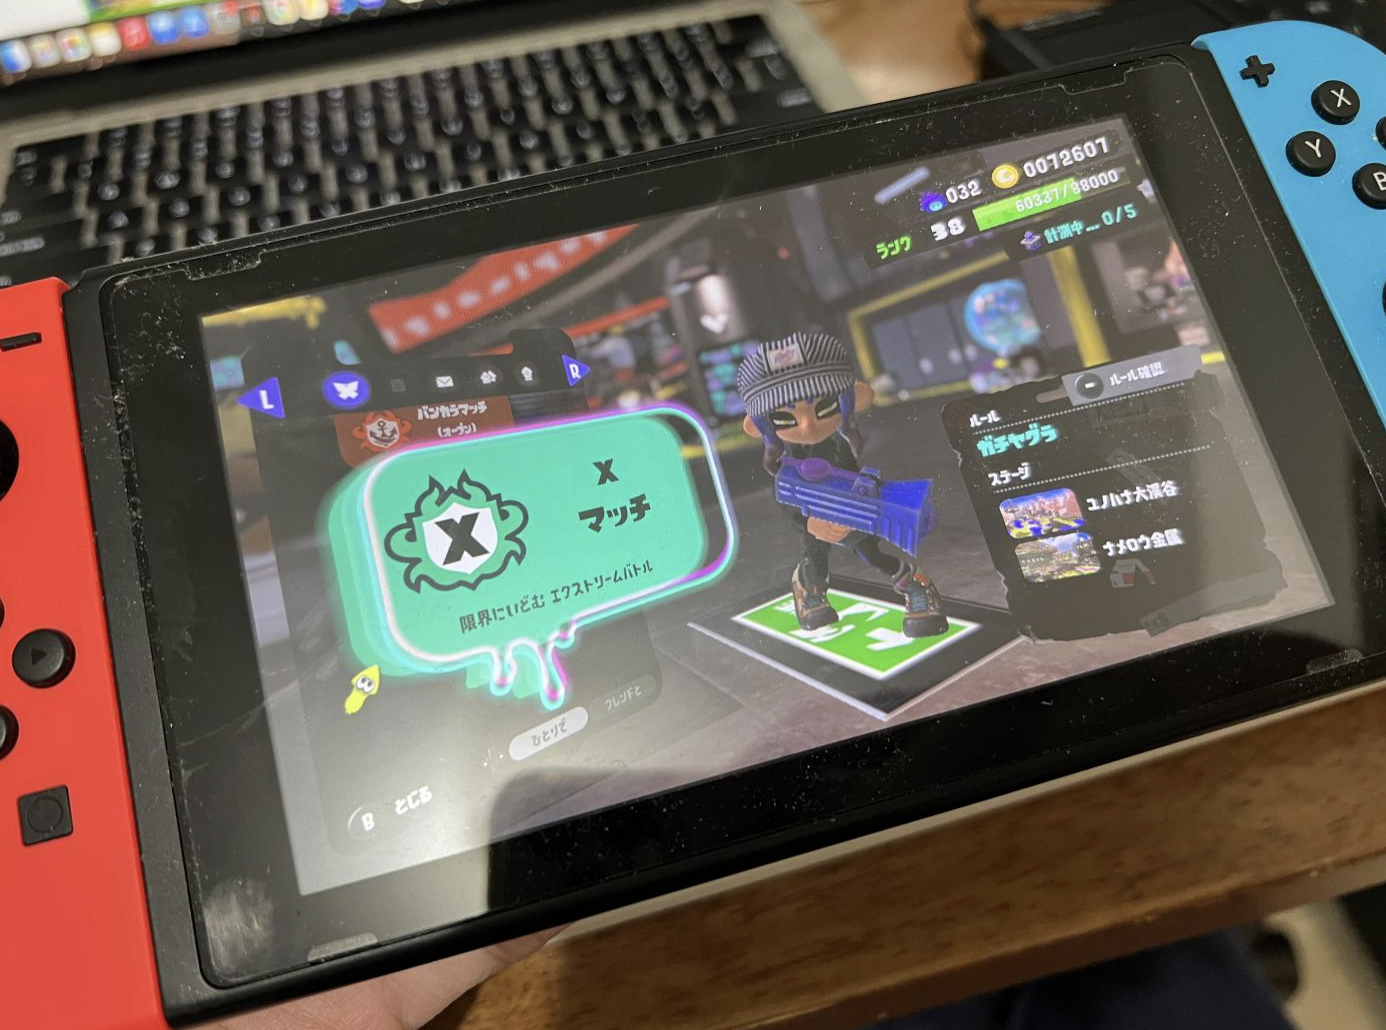 032 0072607
ランク 38 60337/88000
計測中…0/5
L R
バンカラマッチ
(オープン)
X
X
マッチ
限界にいどむ エクストリームバトル
ひとりで フレンドと
B とじる
ルール確認
ルール
ガチヤグラ
ステージ
ユノハナ大渓谷
ナメロウ金属
X
Y
B